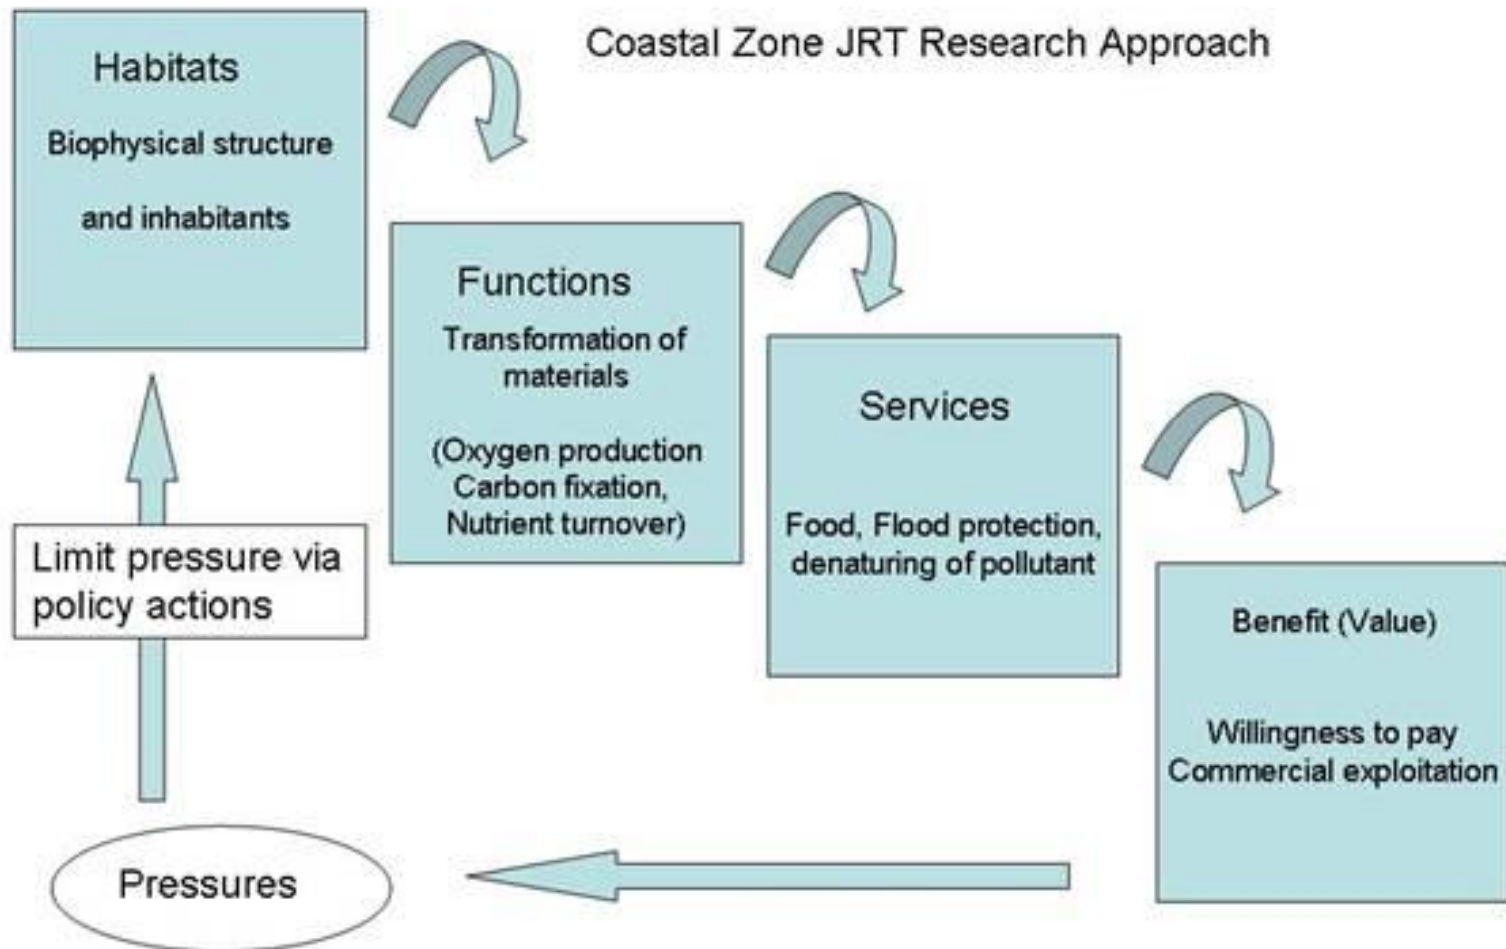 Coastal Zone JRT Research Approach
Habitats
Biophysical structure
and inhabitants
Functions
Transformation of
materials
(Oxygen production
Carbon fixation,
Nutrient turnover)
Services
Food, Flood protection,
denaturing of pollutant
Benefit (Value)
Willingness to pay
Commercial exploitation
Limit pressure via
policy actions
Pressures